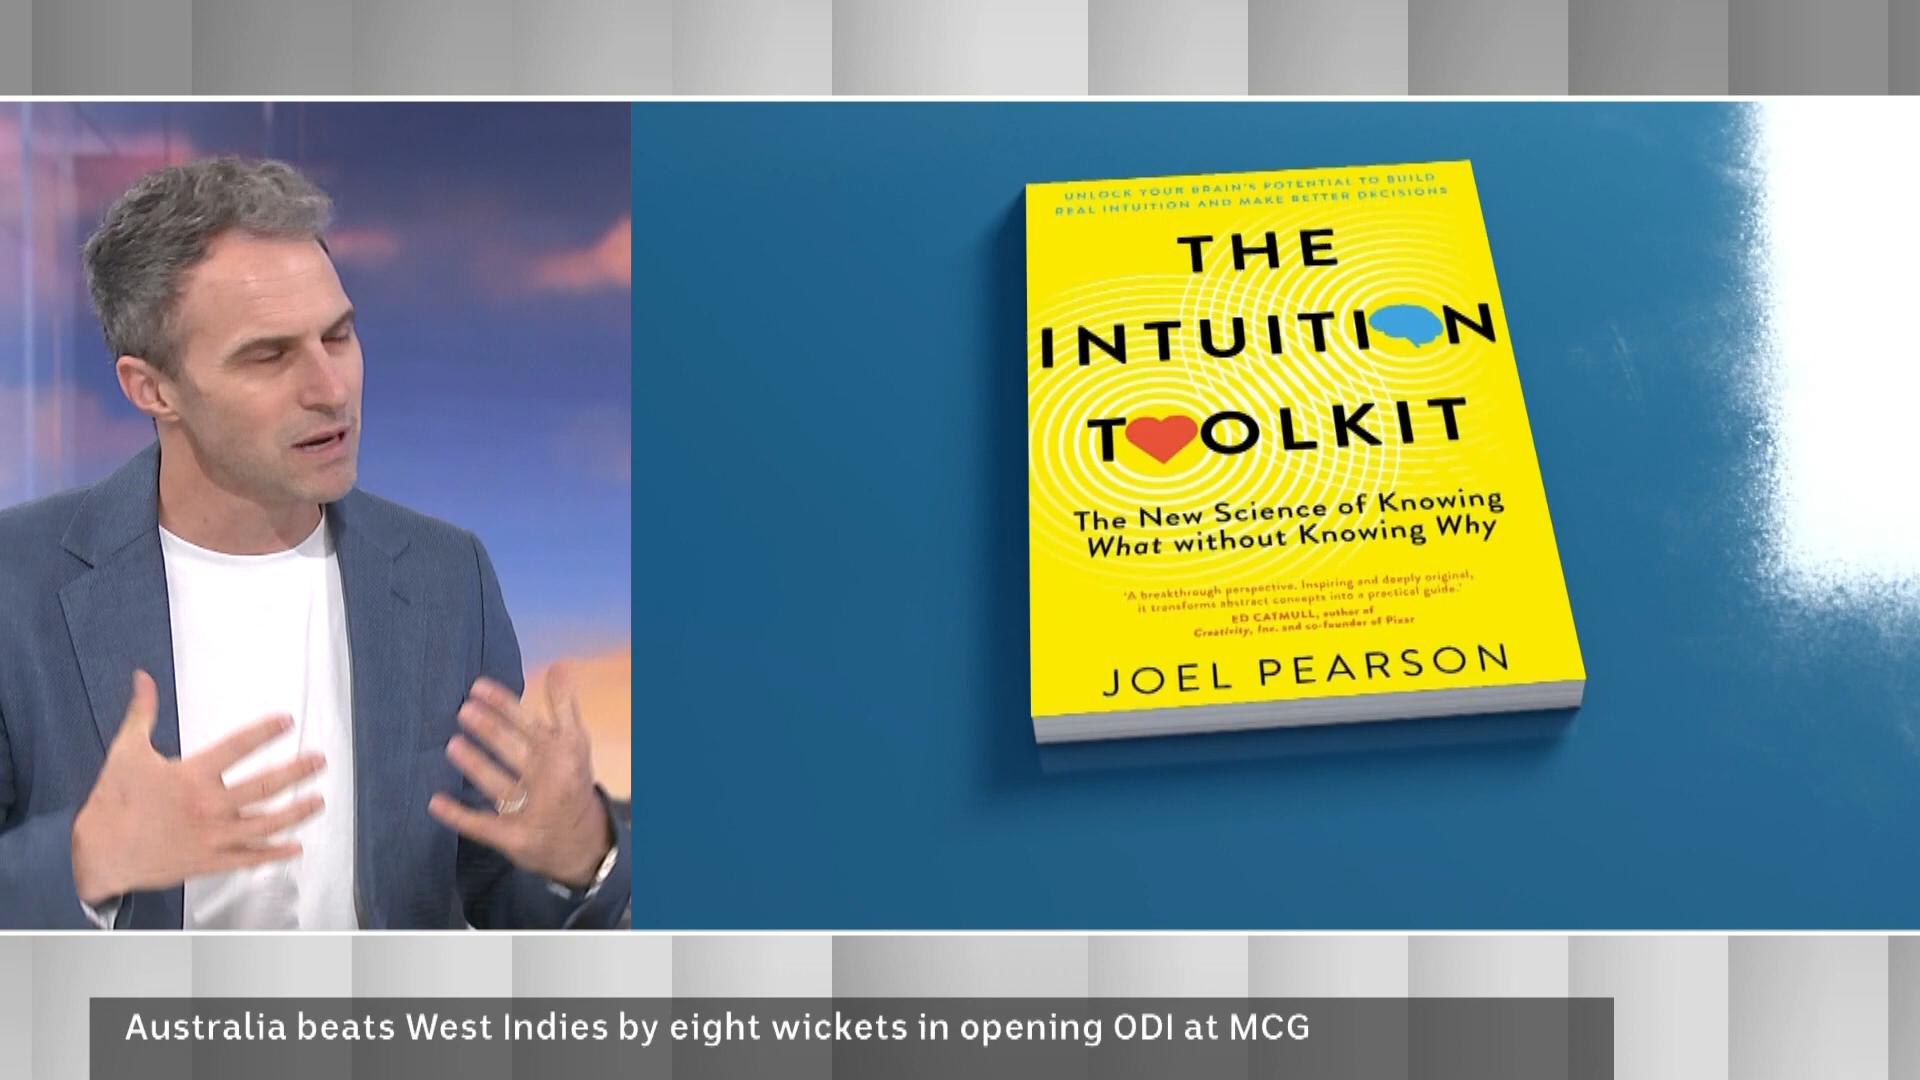 UNLOCK YOUR BRAIN'S POTENTIAL TO BUILD
REAL INTUITION AND MAKE BETTER DECISIONS
THE
INTUITION
TOOLKIT
The New Science of Knowing
What without Knowing Why
'A breakthrough perspective. Inspiring and deeply original,
it transforms abstract concepts into a practical guide.'
ED CATMULL, author of
Creativity, Inc. and co-founder of Pixar
JOEL PEARSON
Australia beats West Indies by eight wickets in opening ODI at MCG